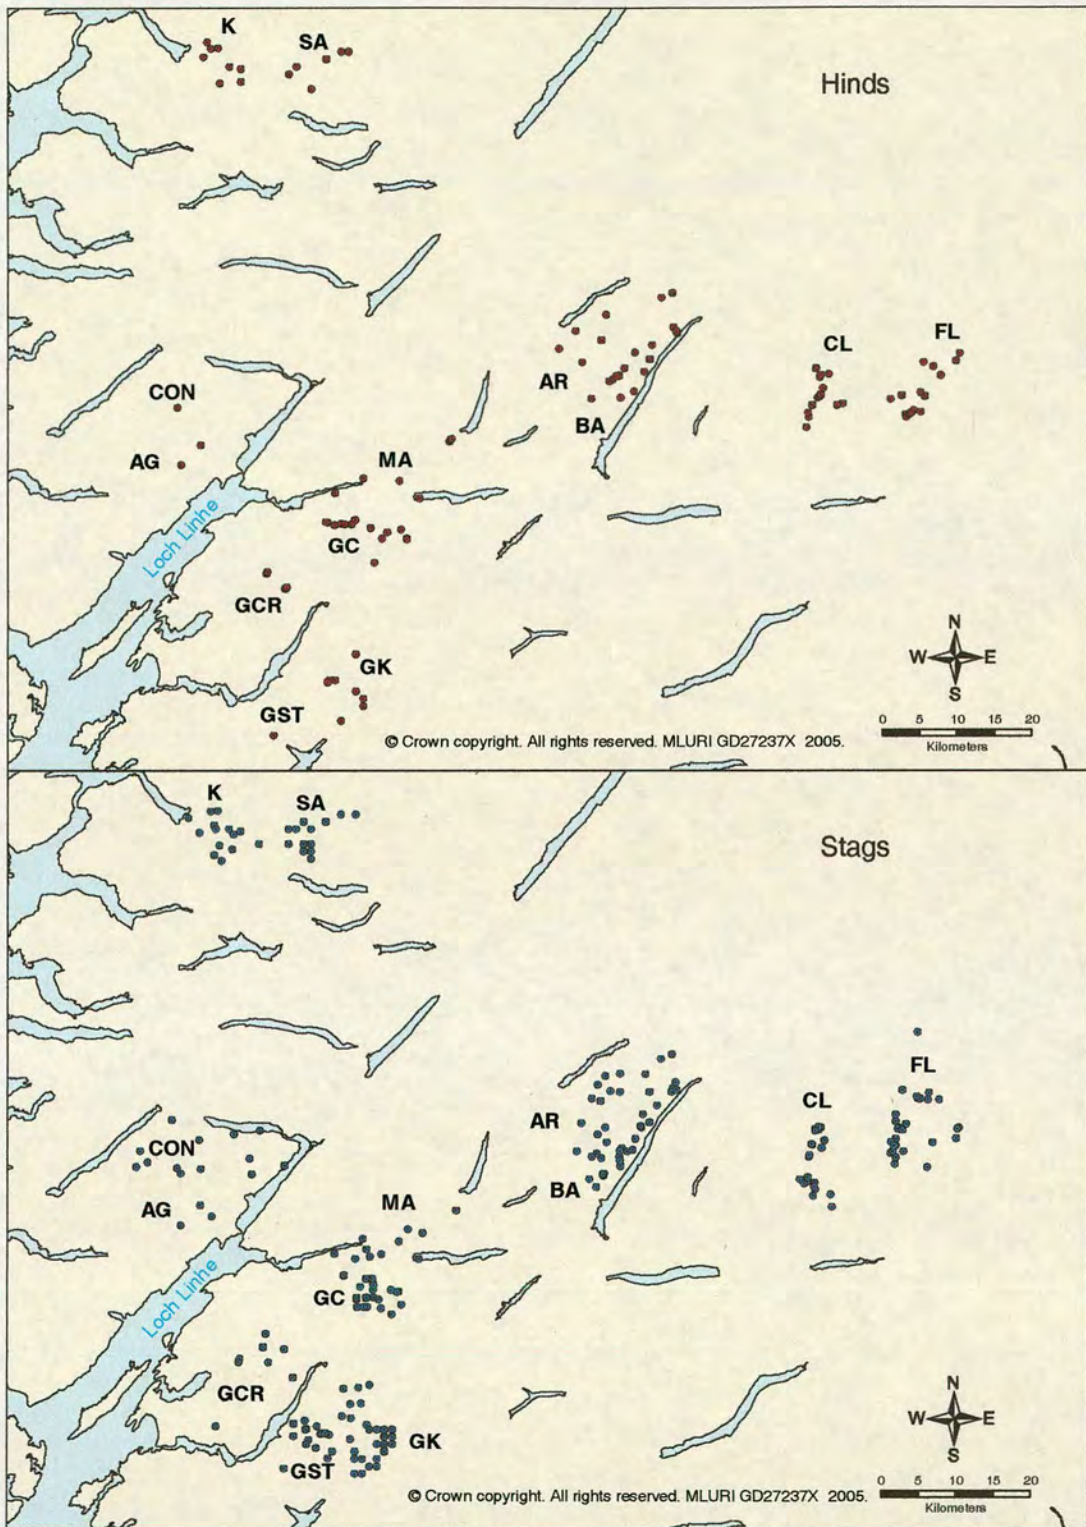 K
SA
Hinds
CL
FL
AR
CON
BA
AG
MA
Loch Linhe
GC
GCR
N
W E
S
GK
GST
0 5 10 15 20
Kilometers
© Crown copyright. All rights reserved. MLURI GD27237X 2005.
K
SA
Stags
FL
CL
AR
CON
BA
AG
MA
Loch Linhe
GC
GCR
N
W E
S
GK
GST
0 5 10 15 20
Kilometers
© Crown copyright. All rights reserved. MLURI GD27237X 2005.